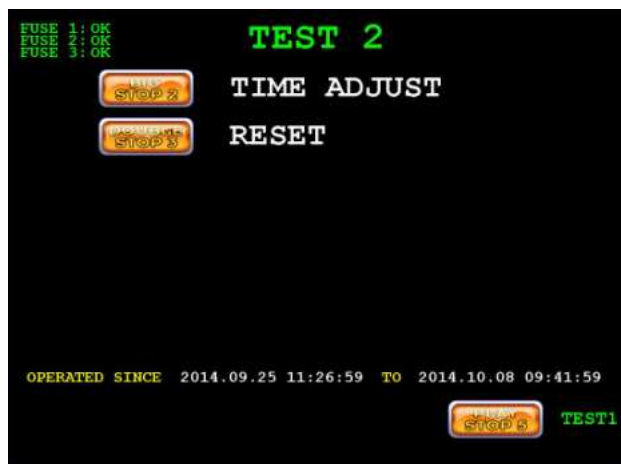 FUSE 1:OK
FUSE 2:OK
FUSE 3:OK
TEST 2
STOP 2
TIME ADJUST
STOP 3
RESET
OPERATED SINCE 2014.09.25 11:26:59 TO 2014.10.08 09:41:59
PLAY
STOP 5
TEST1